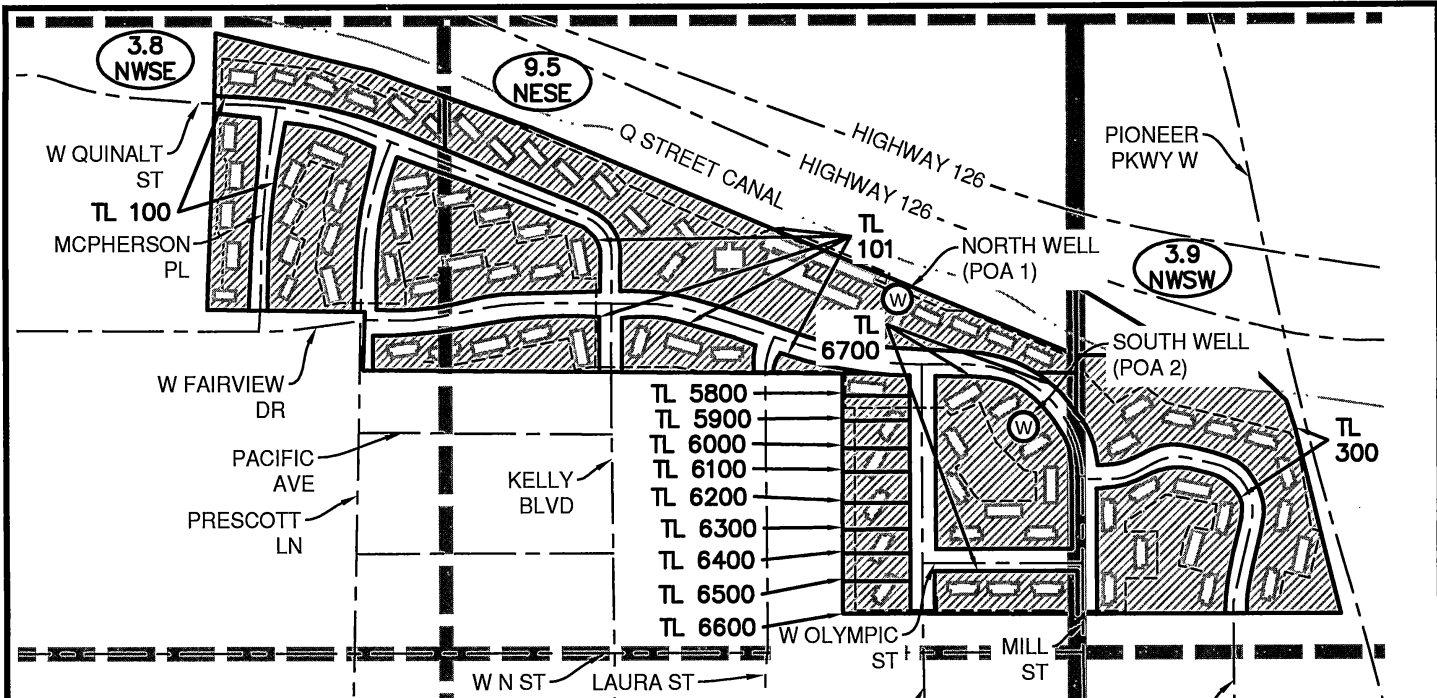 3.8
NWSE
9.5
NESE
HIGHWAY 126
PIONEER
PKWY W
Q STREET CANAL
HIGHWAY 126
W QUINALT
ST
TL 100
MCPHERSON
PL
TL
101
NORTH WELL
(POA 1)
3.9
NWSW
W
TL
6700
SOUTH WELL
(POA 2)
W FAIRVIEW
DR
TL 5800
TL 5900
TL 6000
TL 6100
TL 6200
TL 6300
TL 6400
TL 6500
TL 6600
W
TL
300
PACIFIC
AVE
KELLY
BLVD
PRESCOTT
LN
W OLYMPIC
ST
MILL
ST
W N ST
LAURA ST